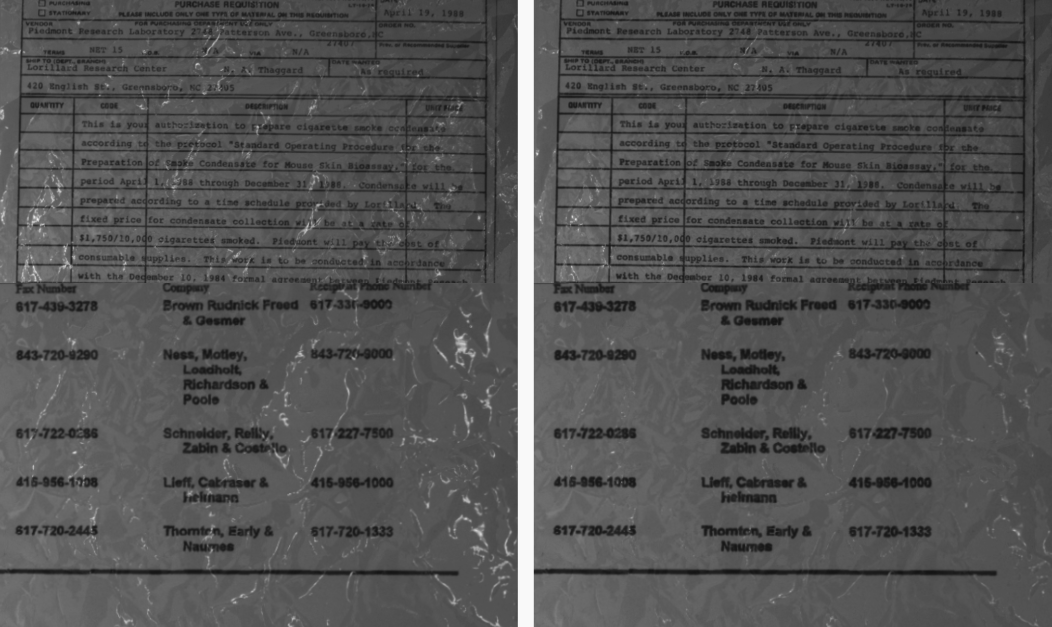 PURCHASING
STATIONARY
PURCHASE REQUISITION
PLEASE INCLUDE ONLY ONE TYPE OF MATERIAL ON THIS REQUISITION
April 19, 1988
VENDOR
FOR PURCHASING DEPARTMENT USE ONLY
ORDER NO.
Piedmont Research Laboratory 2748 Patterson Ave., Greensboro, NC
27407
TERMS NET 15 F.O.B. N/A VIA N/A
SHIP TO (DEPT., BRANCH)
DATE WANTED
Lorillard Research Center N. A. Thaggard As required
420 English St., Greensboro, NC 27405
QUANTITY CODE DESCRIPTION UNIT PRICE
This is your authorization to prepare cigarette smoke condensate
according to the protocol "Standard Operating Procedure for the
Preparation of Smoke Condensate for Mouse Skin Bioassay," for the
period April 1, 1988 through December 31, 1988. Condensate will be
prepared according to a time schedule provided by Lorillard. The
fixed price for condensate collection will be at a rate of
$1,750/10,000 cigarettes smoked. Piedmont will pay the cost of
consumable supplies. This work is to be conducted in accordance
with the December 10, 1984 formal agreement between Piedmont
Fax Number Company Recipient Phone Number
617-439-3278 Brown Rudnick Freed 617-330-9000
& Gesmer
843-720-9290 Ness, Motley, 843-720-9000
Loadholt,
Richardson &
Poole
617-722-0286 Schneider, Reilly, 617-227-7500
Zabin & Costello
415-956-1008 Lieff, Cabraser & 415-956-1000
Heimann
617-720-2445 Thornton, Early & 617-720-1333
Naumes
PURCHASING
STATIONARY
PURCHASE REQUISITION
PLEASE INCLUDE ONLY ONE TYPE OF MATERIAL ON THIS REQUISITION
April 19, 1988
VENDOR
FOR PURCHASING DEPARTMENT USE ONLY
ORDER NO.
Piedmont Research Laboratory 2748 Patterson Ave., Greensboro, NC
27407
TERMS NET 15 F.O.B. N/A VIA N/A
SHIP TO (DEPT., BRANCH)
DATE WANTED
Lorillard Research Center N. A. Thaggard As required
420 English St., Greensboro, NC 27405
QUANTITY CODE DESCRIPTION UNIT PRICE
This is your authorization to prepare cigarette smoke condensate
according to the protocol "Standard Operating Procedure for the
Preparation of Smoke Condensate for Mouse Skin Bioassay," for the
period April 1, 1988 through December 31, 1988. Condensate will be
prepared according to a time schedule provided by Lorillard. The
fixed price for condensate collection will be at a rate of
$1,750/10,000 cigarettes smoked. Piedmont will pay the cost of
consumable supplies. This work is to be conducted in accordance
with the December 10, 1984 formal agreement between Piedmont
Fax Number Company Recipient Phone Number
617-439-3278 Brown Rudnick Freed 617-330-9000
& Gesmer
843-720-9290 Ness, Motley, 843-720-9000
Loadholt,
Richardson &
Poole
617-722-0286 Schneider, Reilly, 617-227-7500
Zabin & Costello
415-956-1008 Lieff, Cabraser & 415-956-1000
Heimann
617-720-2445 Thornton, Early & 617-720-1333
Naumes